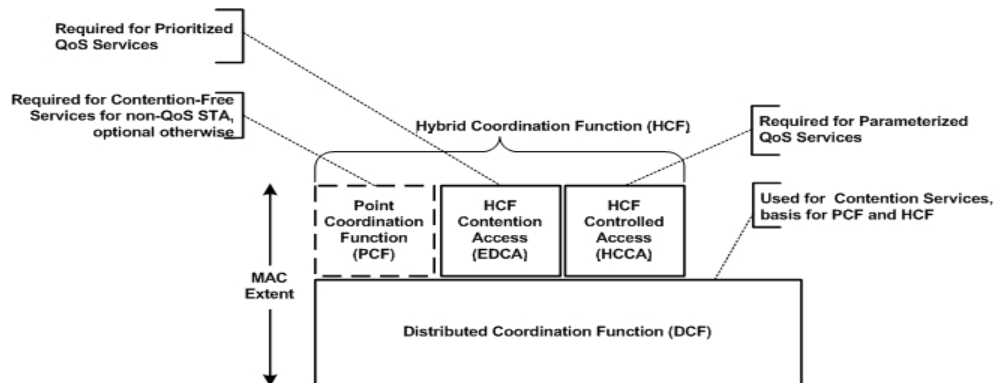 Required for Prioritized
QoS Services
Required for Contention-Free
Services for non-QoS STA,
optional otherwise
Hybrid Coordination Function (HCF)
Required for Parameterized
QoS Services
Used for Contention Services,
basis for PCF and HCF
Point
Coordination
Function
(PCF)
HCF
Contention
Access
(EDCA)
HCF
Controlled
Access
(HCCA)
MAC
Extent
Distributed Coordination Function (DCF)